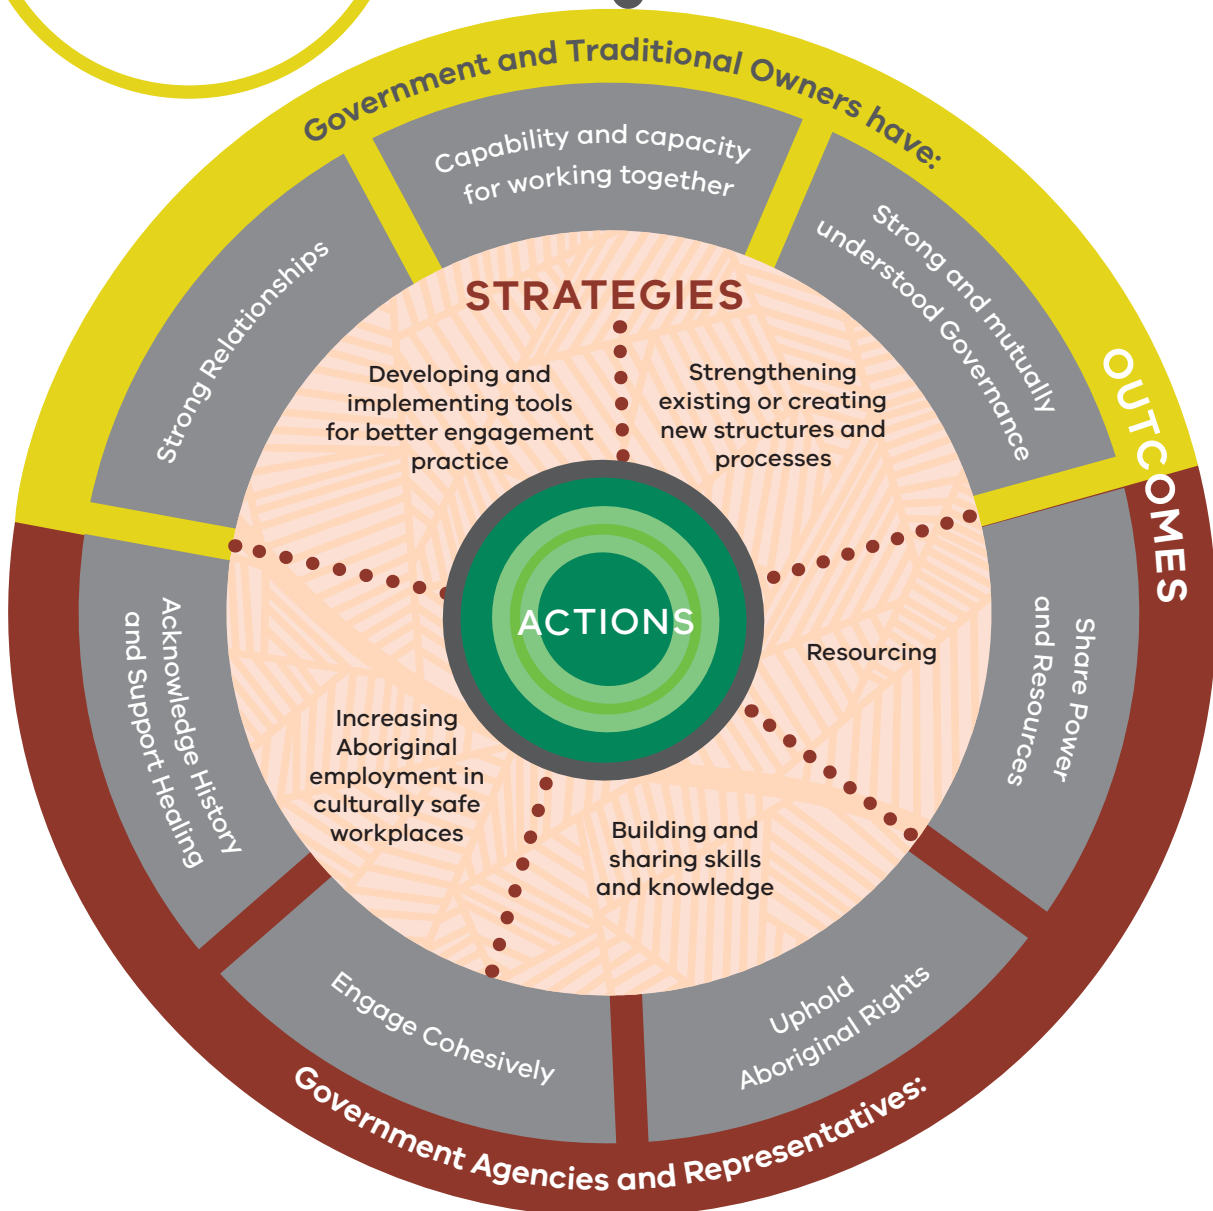 Government and Traditional Owners have:
Capability and capacity
for working together
Strong and mutually
understood Governance
Strong Relationships
OUTCOMES
STRATEGIES
Developing and
implementing tools
for better engagement
practice
Strengthening
existing or creating
new structures and
processes
ACTIONS
Resourcing
Increasing
Aboriginal
employment in
culturally safe
workplaces
Building and
sharing skills
and knowledge
Share Power
and Resources
Acknowledge History
and Support Healing
Engage Cohesively
Uphold
Aboriginal Rights
Government Agencies and Representatives: